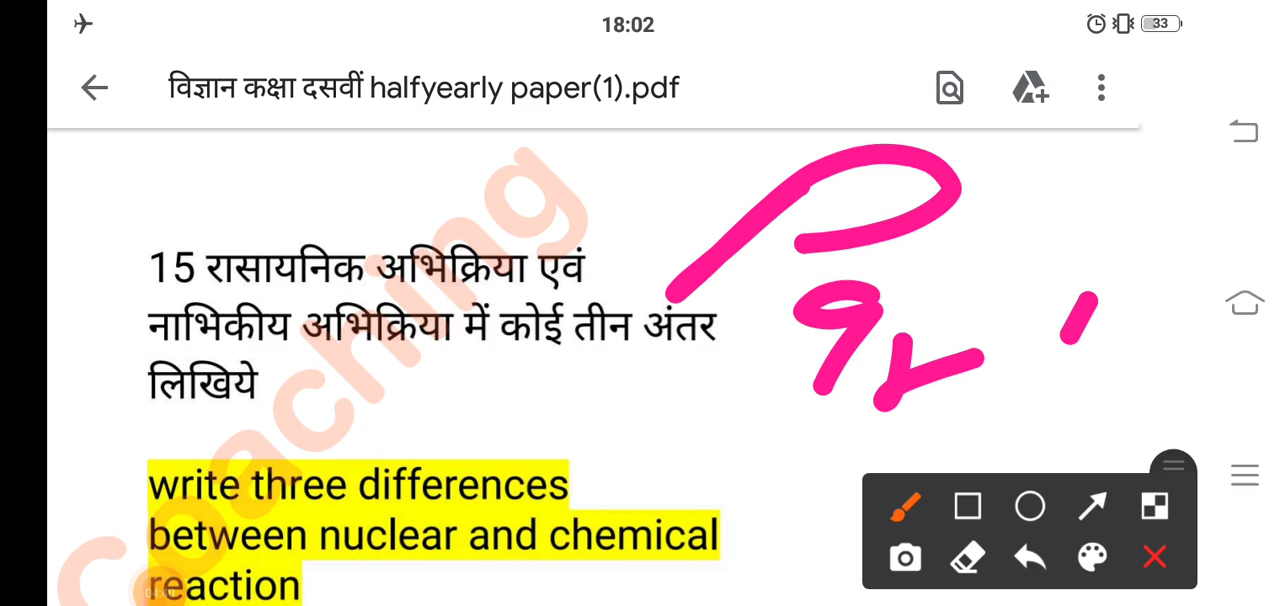 18:02
33
विज्ञान कक्षा दसवीं halfyearly paper(1).pdf
15 रासायनिक अभिक्रिया एवं
नाभिकीय अभिक्रिया में कोई तीन अंतर
लिखिये
write three differences
between nuclear and chemical
reaction
Coaching